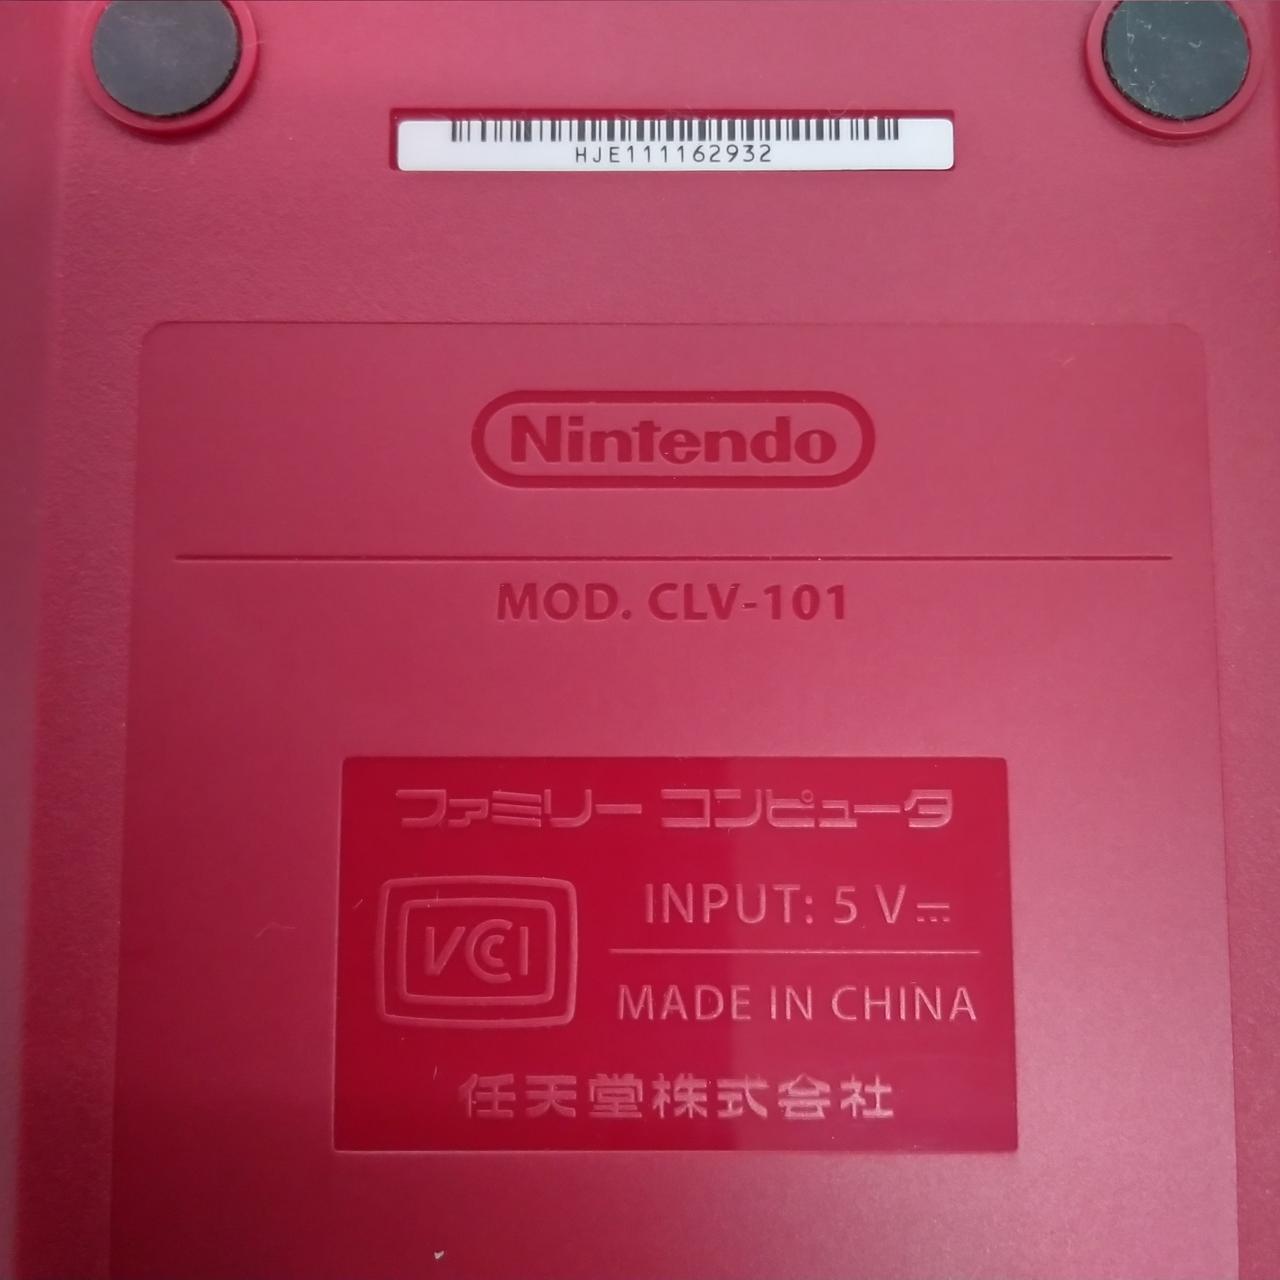 HJE111162932
Nintendo
MOD. CLV-101
ファミリー コンピュータ
VCCI
INPUT: 5 V⎓
MADE IN CHINA
任天堂株式会社